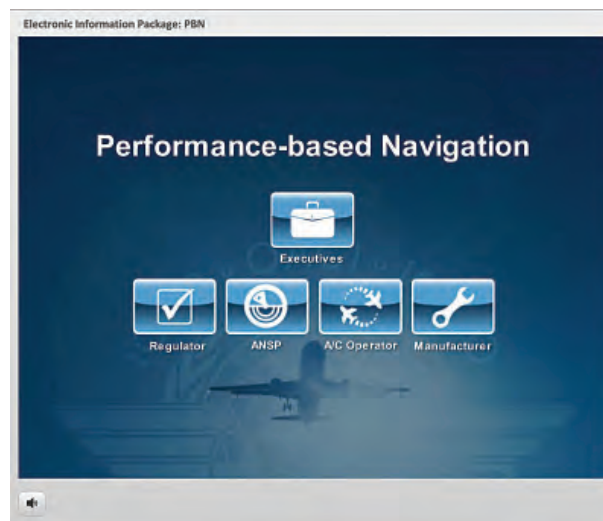 Electronic Information Package: PBN
Performance-based Navigation
Executives
Regulator ANSP A/C Operator Manufacturer